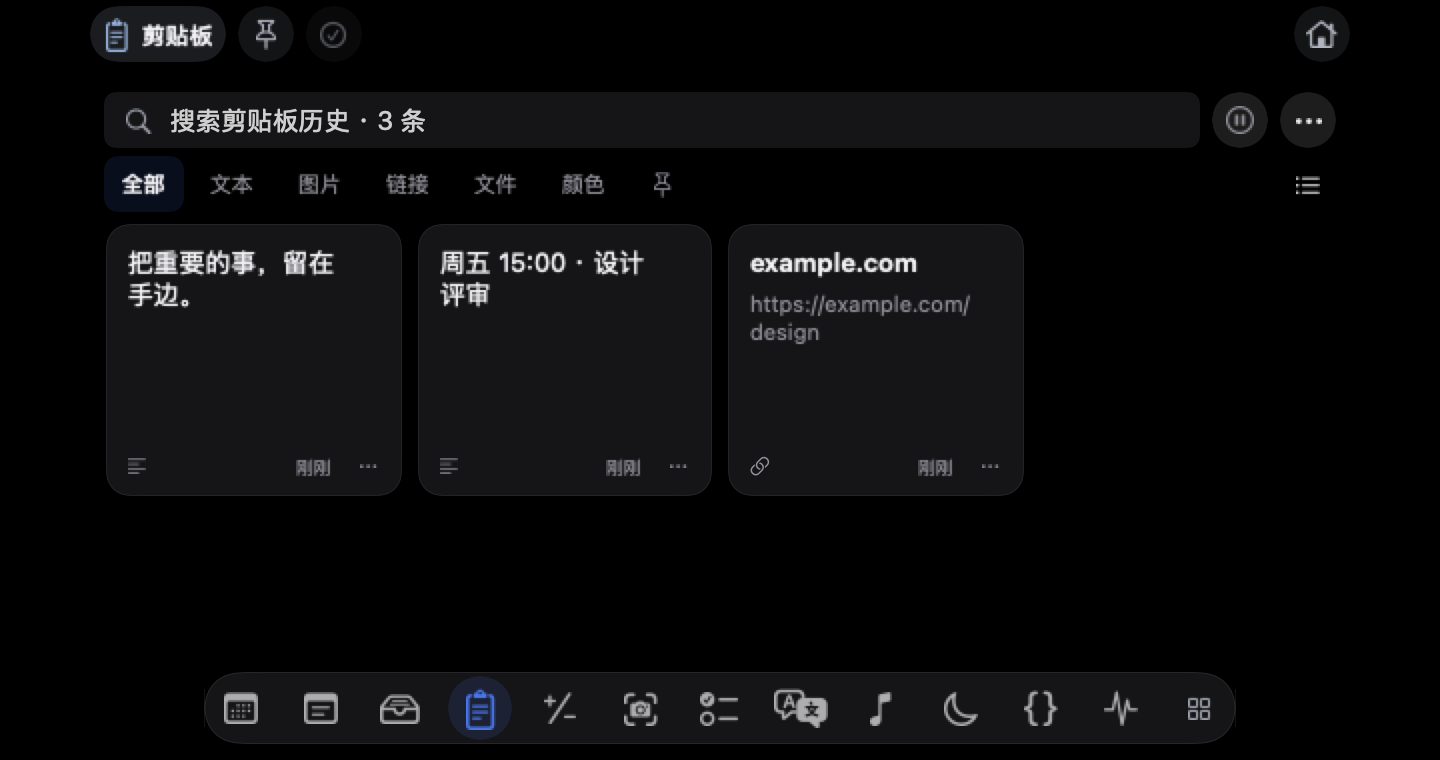 剪贴板
搜索剪贴板历史 · 3 条
全部 文本 图片 链接 文件 颜色
把重要的事，留在
手边。
刚刚
周五 15:00 · 设计
评审
刚刚
example.com
https://example.com/
design
刚刚
A 文